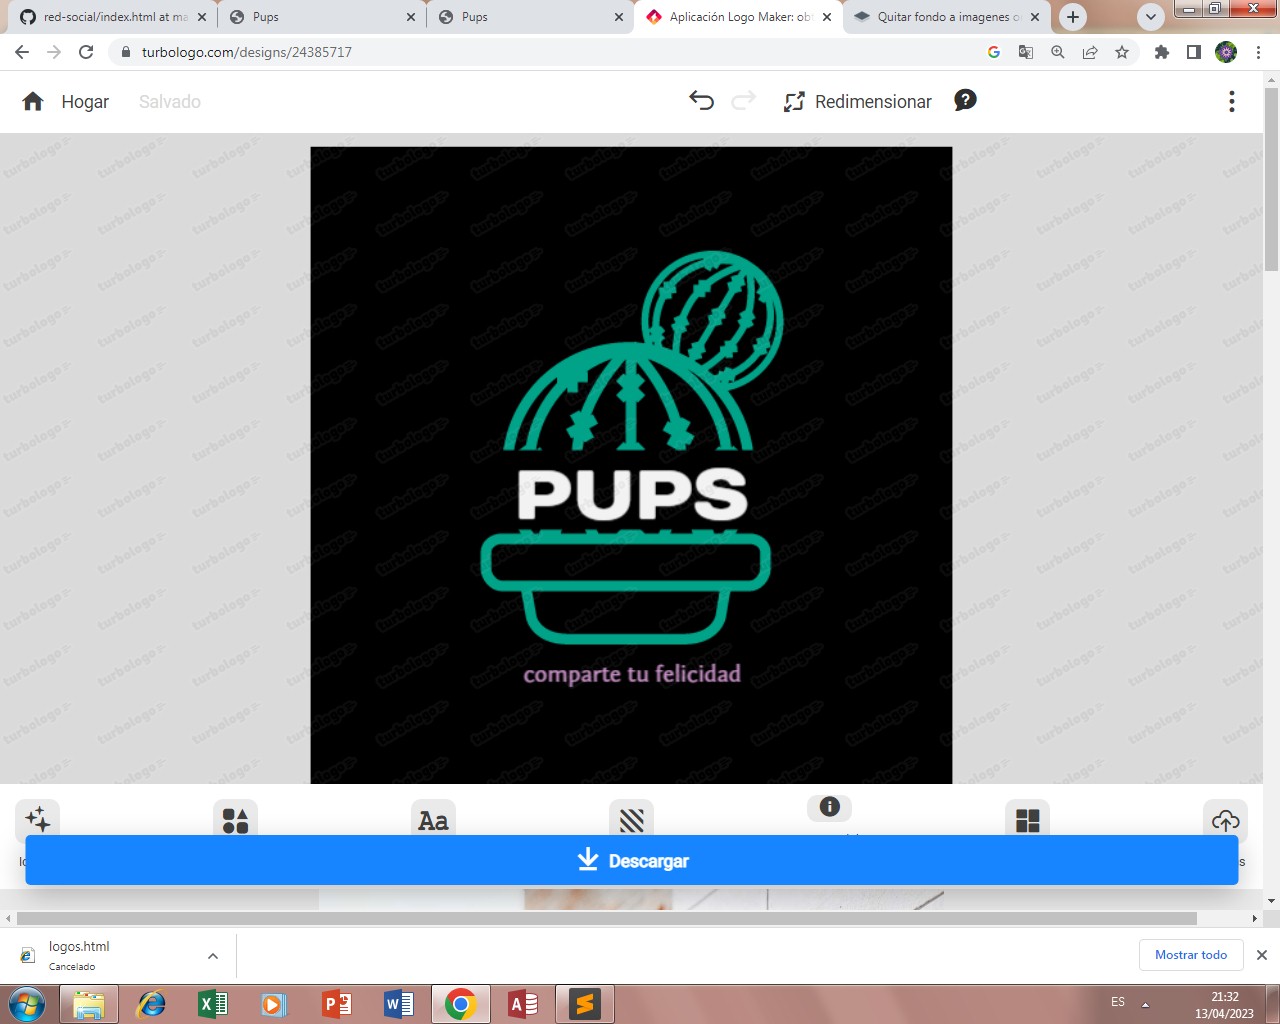 red-social/index.html at ma
Pups
Pups
Aplicación Logo Maker: ob
Quitar fondo a imagenes o
turbologo.com/designs/24385717
Hogar
Salvado
Redimensionar
turbologo
PUPS
comparte tu felicidad
Aa
Descargar
logos.html
Cancelado
Mostrar todo
ES
21:32
13/04/2023